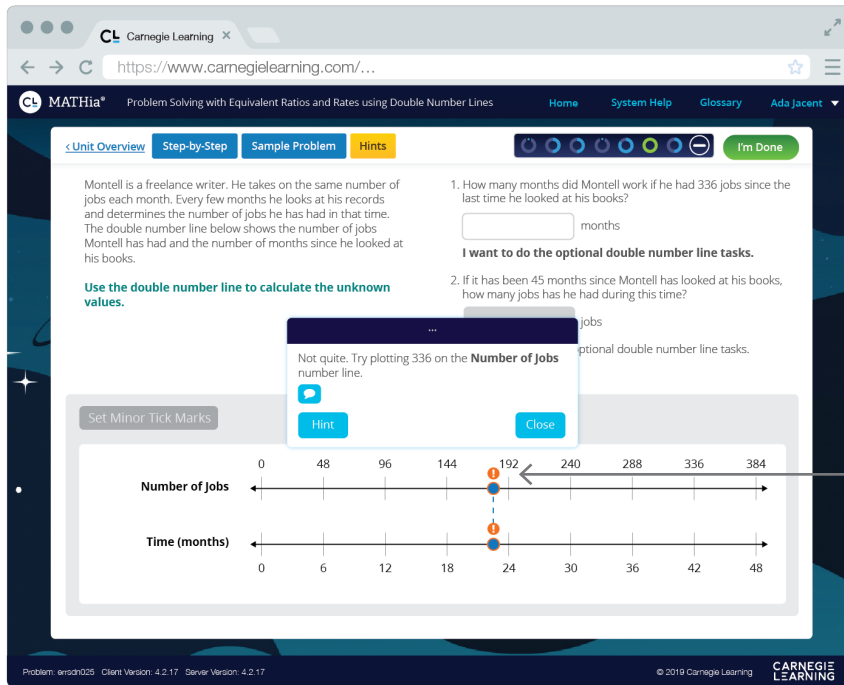 CL Carnegie Learning ×
https://www.carnegielearning.com/...
CL MATHia® Problem Solving with Equivalent Ratios and Rates using Double Number Lines Home System Help Glossary Ada Jacent
<Unit Overview Step-by-Step Sample Problem Hints I'm Done
Montell is a freelance writer. He takes on the same number of
jobs each month. Every few months he looks at his records
and determines the number of jobs he has had in that time.
The double number line below shows the number of jobs
Montell has had and the number of months since he looked at
his books.
Use the double number line to calculate the unknown
values.
1. How many months did Montell work if he had 336 jobs since the
last time he looked at his books?
months
I want to do the optional double number line tasks.
2. If it has been 45 months since Montell has looked at his books,
how many jobs has he had during this time?
jobs
optional double number line tasks.
...
Not quite. Try plotting 336 on the Number of Jobs
number line.
Hint Close
Set Minor Tick Marks
0 48 96 144 192 240 288 336 384
Number of Jobs
Time (months)
0 6 12 18 24 30 36 42 48
Problem: errsdn025 Client Version: 4.2.17 Server Version: 4.2.17 © 2019 Carnegie Learning
CARNEGIE
LEARNING